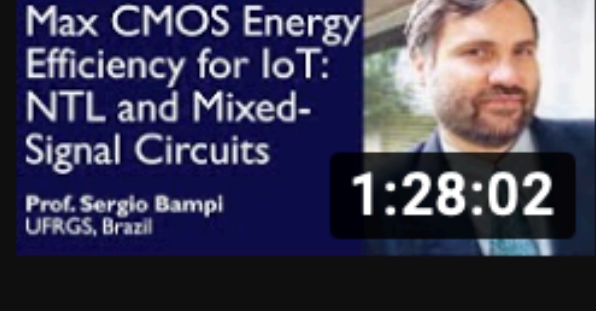 Max CMOS Energy
Efficiency for IoT:
NTL and Mixed-
Signal Circuits
Prof. Sergio Bampi
UFRGS, Brazil
1:28:02